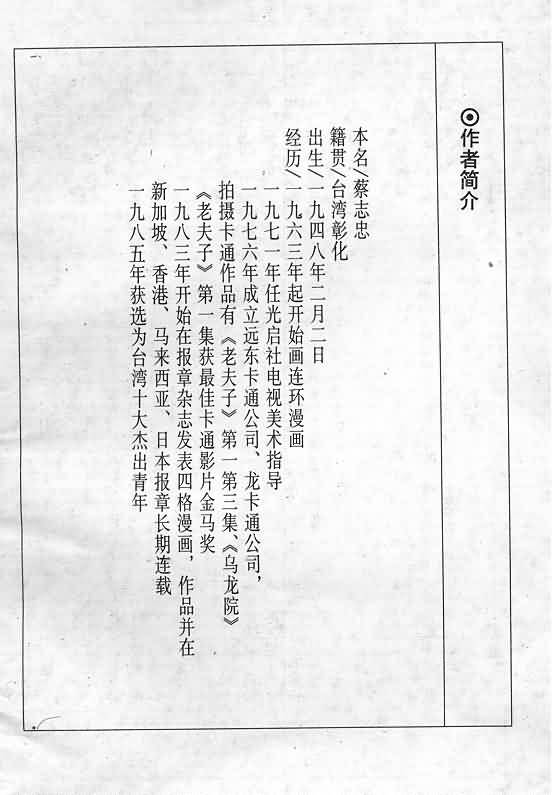 ⊙作者简介
本名/蔡志忠
籍贯/台湾彰化
出生/一九四八年二月二日
经历/一九六三年起开始画连环漫画
一九七一年任光启社电视美术指导
一九七六年成立远东卡通公司、龙卡通公司，
拍摄卡通作品有《老夫子》第一第三集、《乌龙院》
《老夫子》第一集获最佳卡通影片金马奖
一九八三年开始在报章杂志发表四格漫画，作品并在
新加坡、香港、马来西亚、日本报章长期连载
一九八五年获选为台湾十大杰出青年